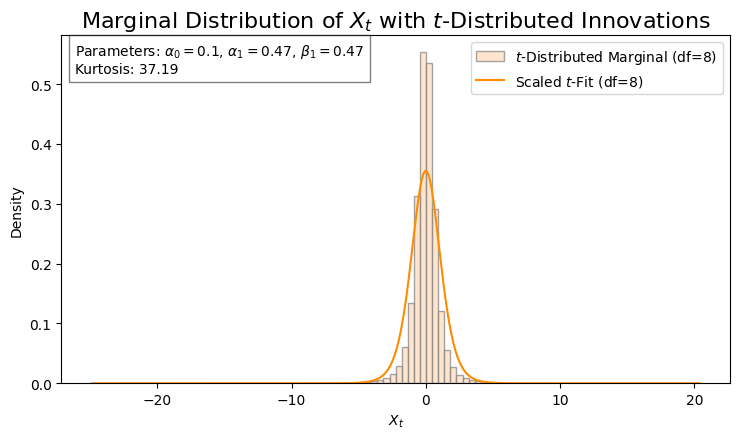 Marginal Distribution of $X_t$ with $t$-Distributed Innovations
Parameters: $\alpha_0 = 0.1$, $\alpha_1 = 0.47$, $\beta_1 = 0.47$
Kurtosis: 37.19
$t$-Distributed Marginal (df=8)
Scaled $t$-Fit (df=8)
Density
0.5
0.4
0.3
0.2
0.1
0.0
−20
−10
0
10
20
$X_t$